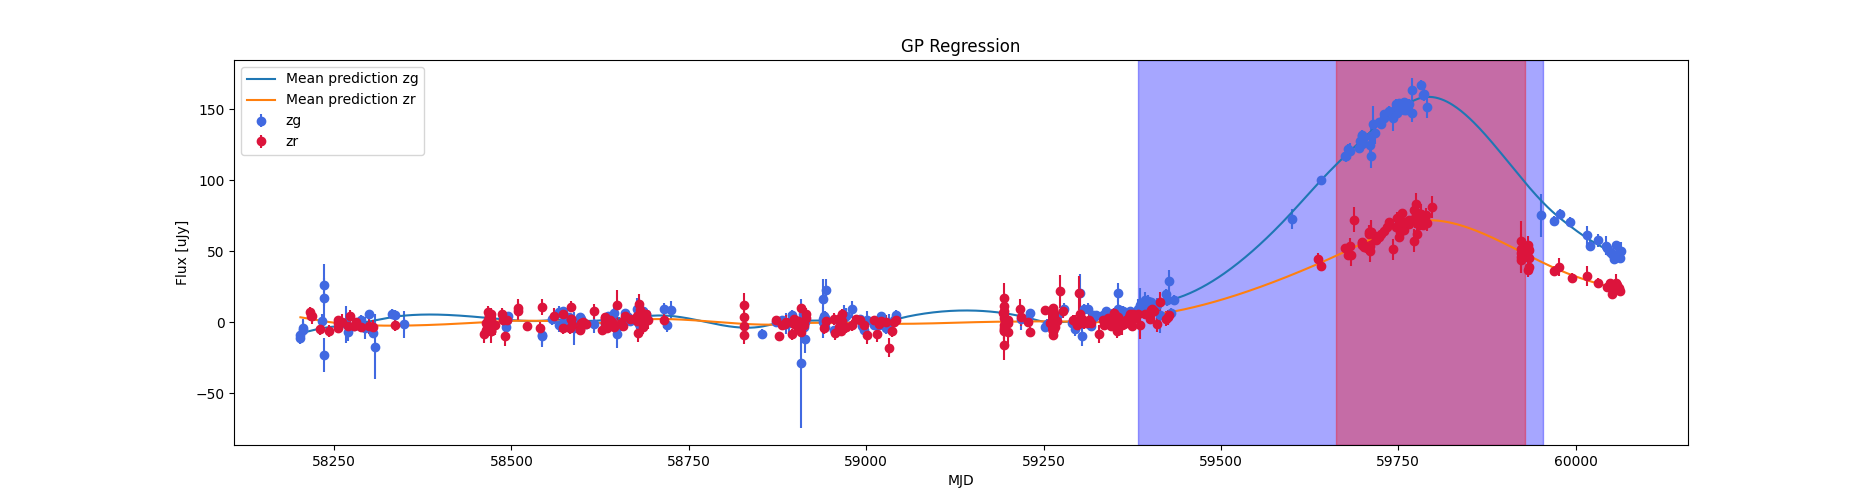 GP Regression
Mean prediction zg
Mean prediction zr
zg
zr
Flux [uJy]
150
100
50
0
−50
58250
58500
58750
59000
59250
59500
59750
60000
MJD